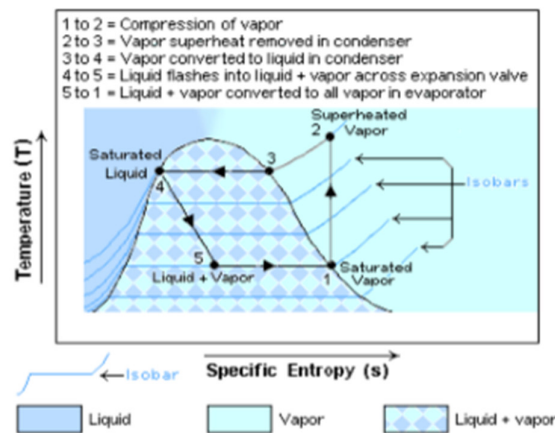 1 to 2 = Compression of vapor
2 to 3 = Vapor superheat removed in condenser
3 to 4 = Vapor converted to liquid in condenser
4 to 5 = Liquid flashes into liquid + vapor across expansion valve
5 to 1 = Liquid + vapor converted to all vapor in evaporator
Superheated
2 Vapor
Saturated
Liquid
3
4
Isobars
5
Liquid + Vapor
1
Saturated
Vapor
Temperature (T)
Specific Entropy (s)
Isobar
Liquid
Vapor
Liquid + vapor